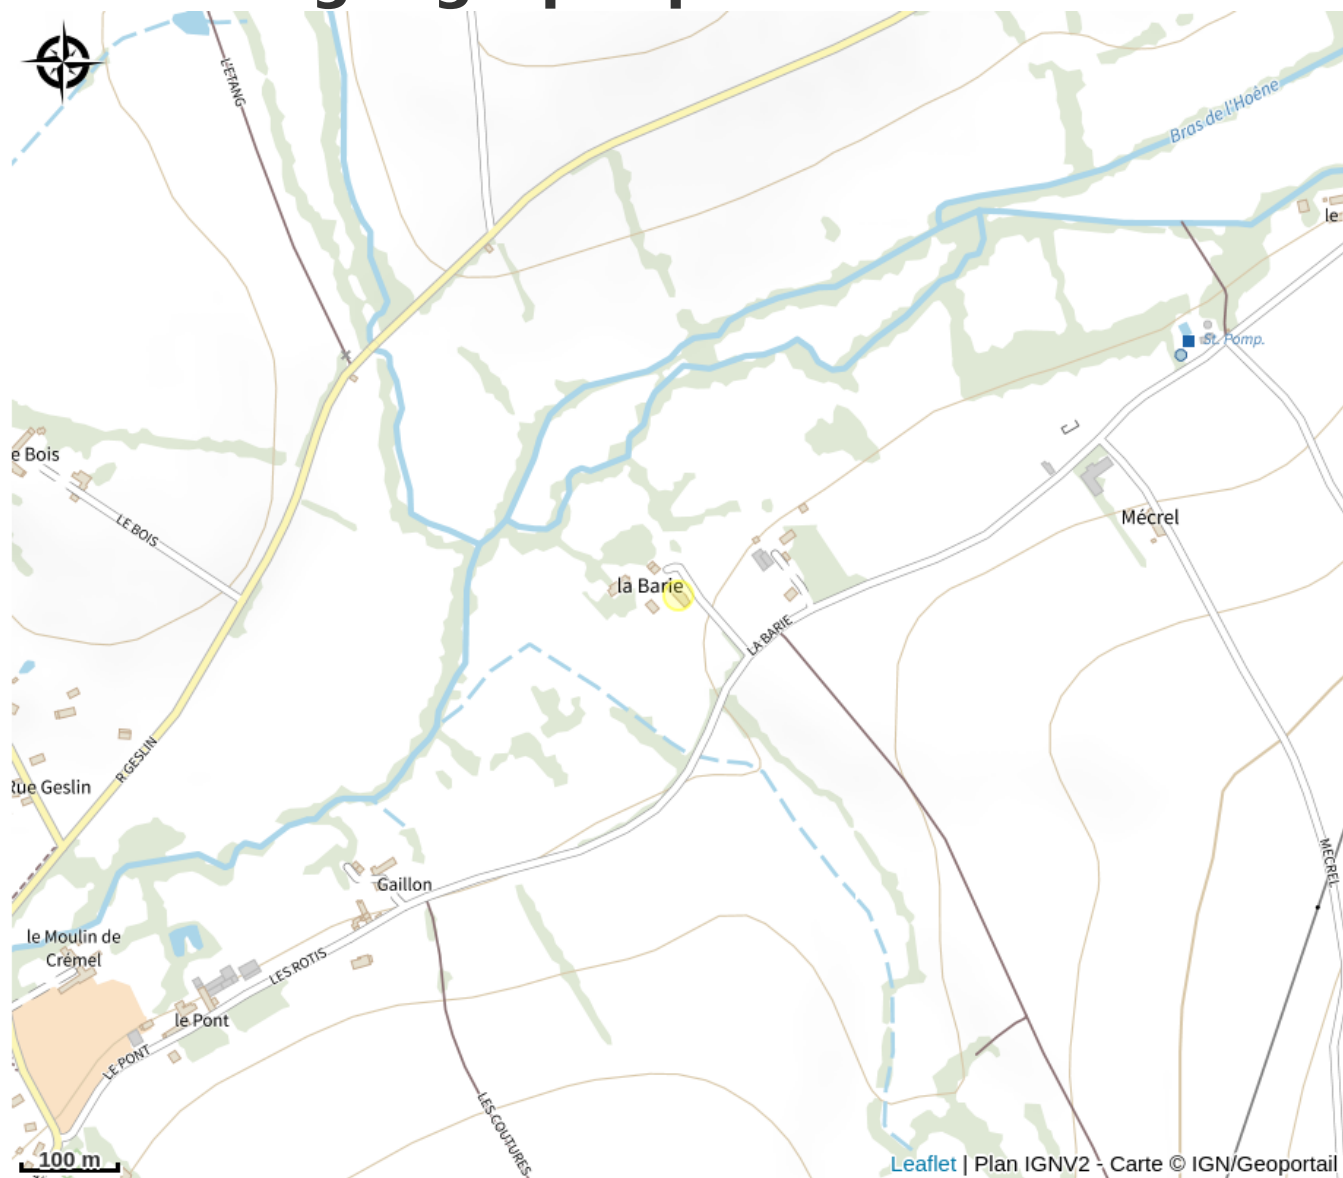 L'ETANG
Bras de l'Hoêne
le
St. Pomp.
e Bois
LE BOIS
Mécrel
la Barie
LA BARIE
R GESLIN
Rue Geslin
MECREL
Gaillon
le Moulin de
Crémel
LES ROTIS
le Pont
LE PONT
LES COUTURES
100 m
Leaflet | Plan IGNV2 - Carte © IGN/Geoportail